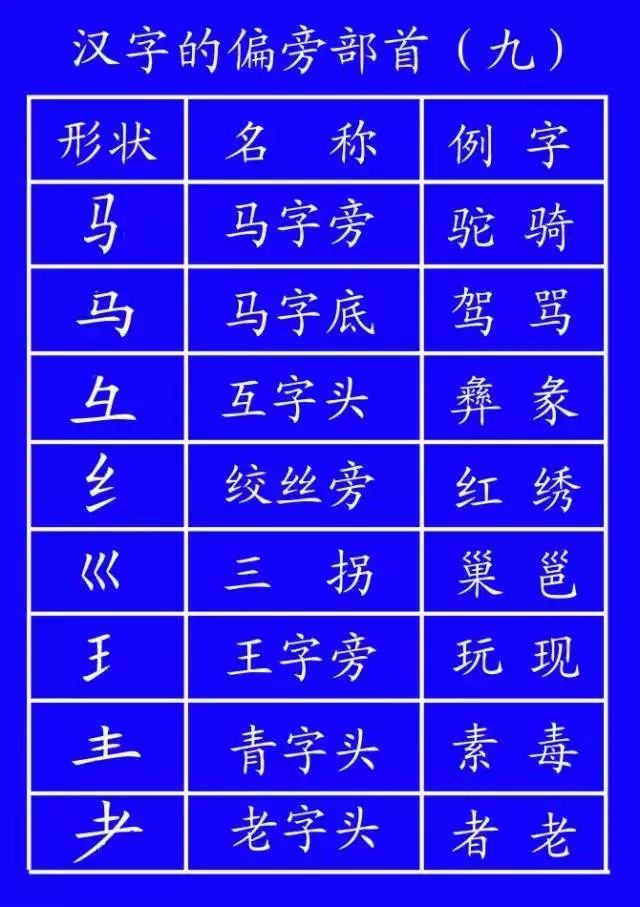 汉字的偏旁部首（九）
形状 名 称 例 字
马 马字旁 驼 骑
马 马字底 驾 骂
彑 互字头 彝 彖
纟 绞丝旁 红 绣
巛 三 拐 巢 邕
王 王字旁 玩 现
龶 青字头 素 毒
耂 老字头 者 老